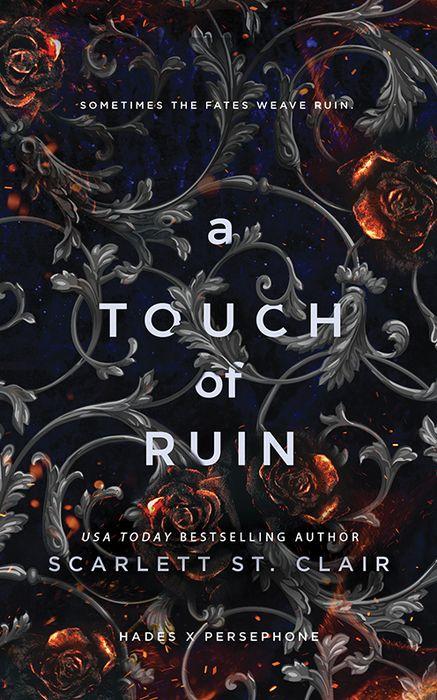 SOMETIMES THE FATES WEAVE RUIN.
a
TOUCH
of
RUIN
USA TODAY BESTSELLING AUTHOR
SCARLETT ST. CLAIR
HADES X PERSEPHONE